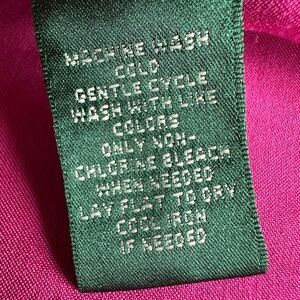 MACHINE WASH
COLD
GENTLE CYCLE
WASH WITH LIKE
COLORS
ONLY NON-
CHLORINE BLEACH
WHEN NEEDED
LAY FLAT TO DRY
COOL IRON
IF NEEDED